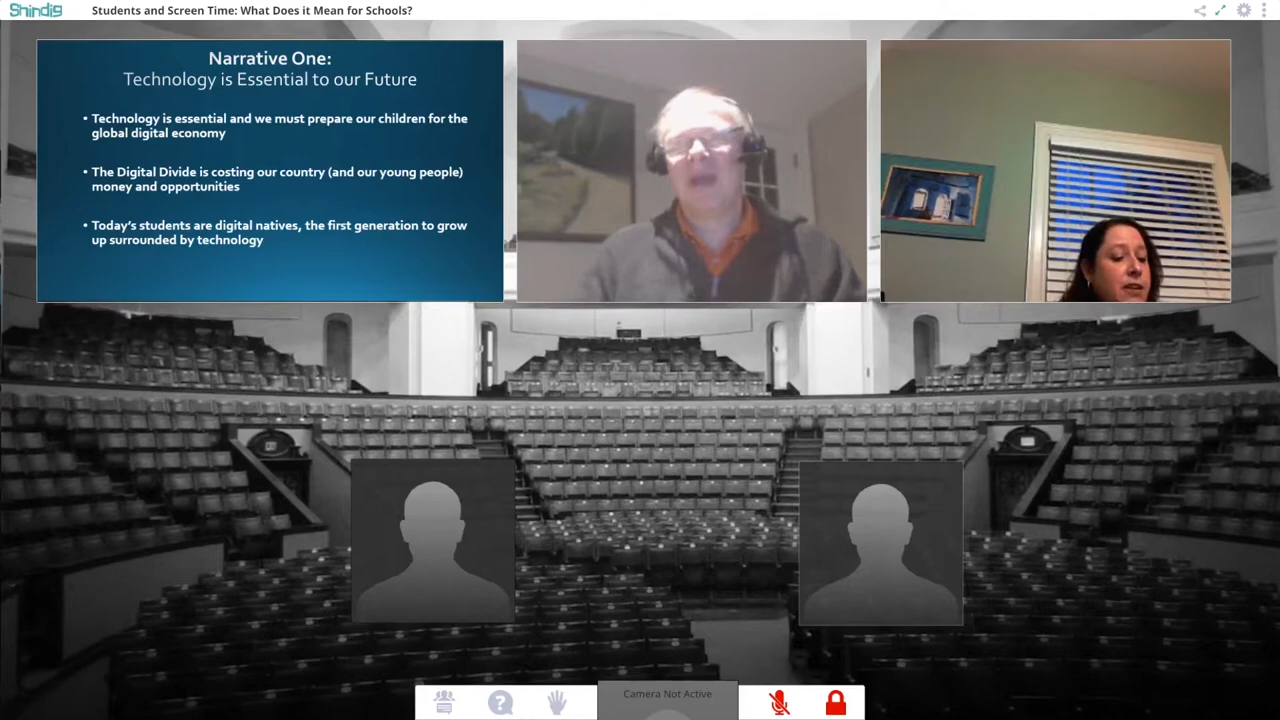 Shindig
Students and Screen Time: What Does it Mean for Schools?
Narrative One:
Technology is Essential to our Future
• Technology is essential and we must prepare our children for the
global digital economy
• The Digital Divide is costing our country (and our young people)
money and opportunities
• Today's students are digital natives, the first generation to grow
up surrounded by technology
Camera Not Active